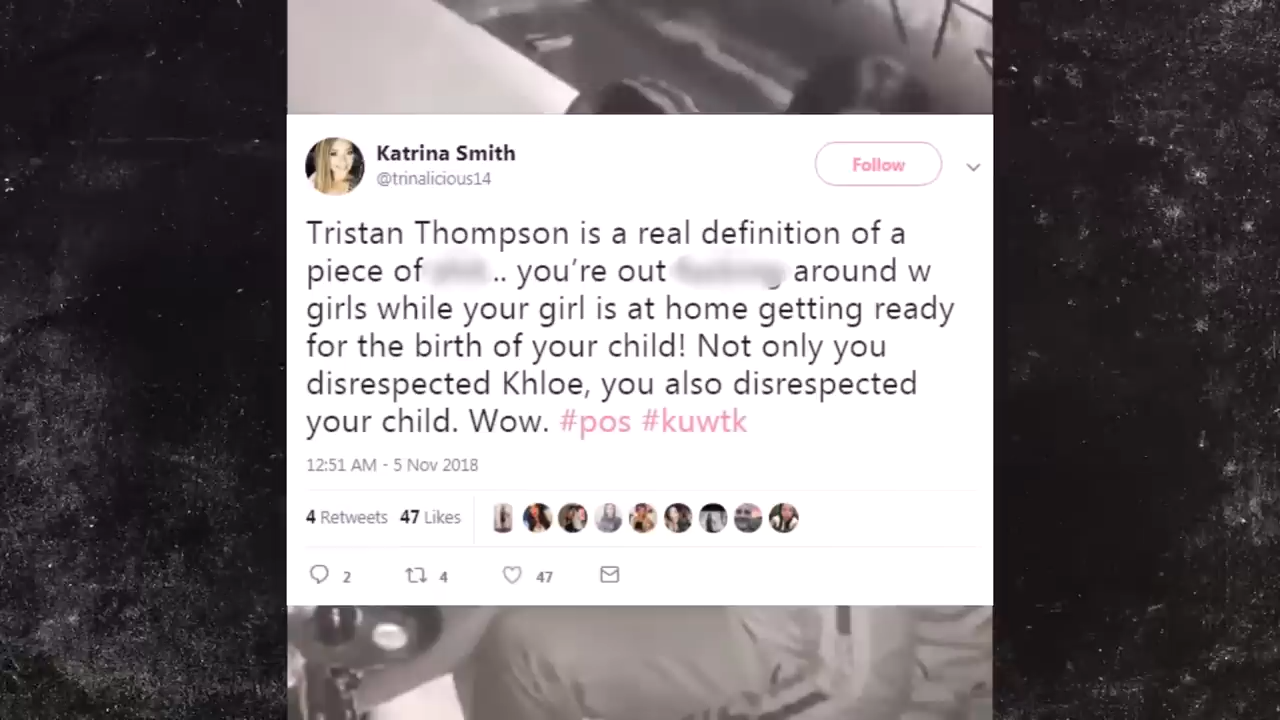 Katrina Smith
@trinalicious14
Follow
Tristan Thompson is a real definition of a
piece of .. you're out around w
girls while your girl is at home getting ready
for the birth of your child! Not only you
disrespected Khloe, you also disrespected
your child. Wow. #pos #kuwtk
12:51 AM - 5 Nov 2018
4 Retweets 47 Likes
2 4 47